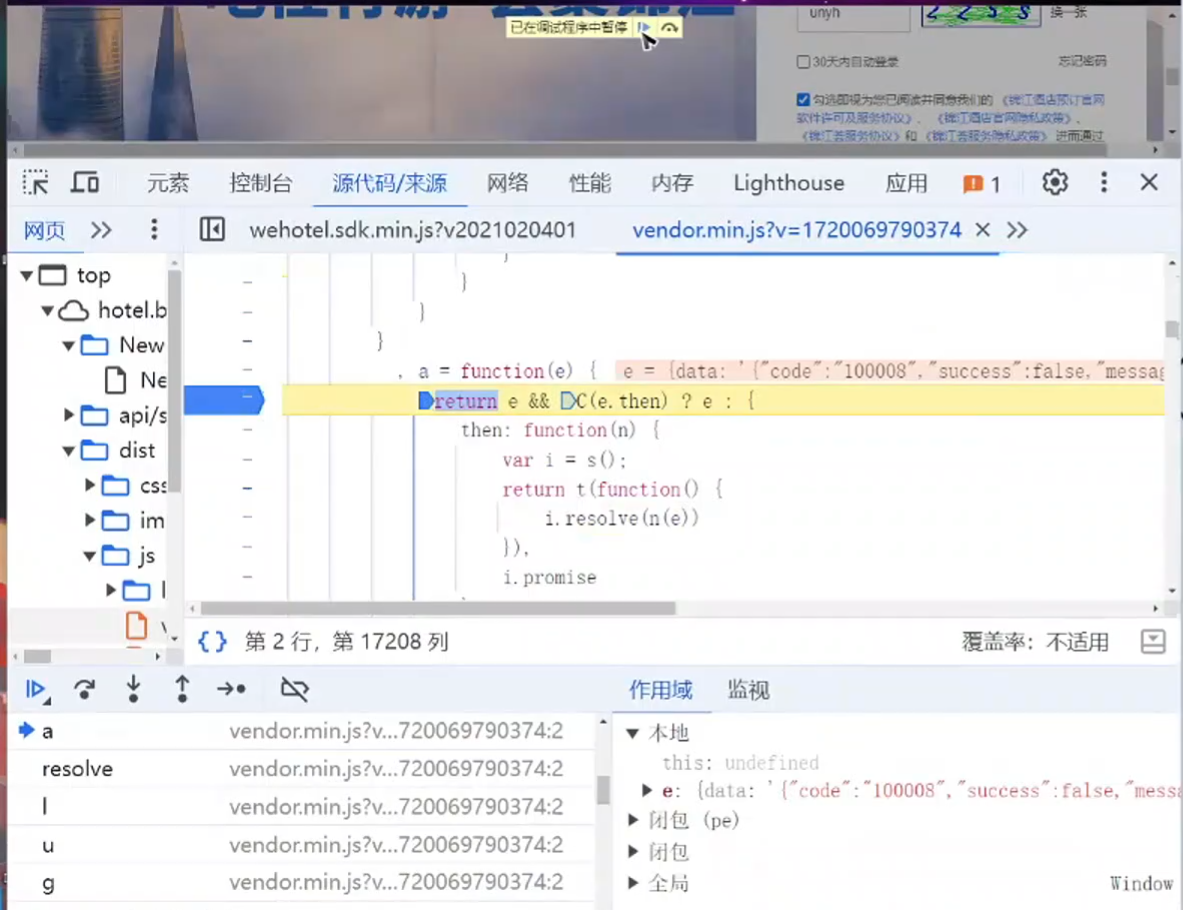 已在调试程序中暂停
unyh
换一张
30天内自动登录
忘记密码
勾选即视为您已阅读并同意我们的 《锦江酒店预订官网
软件许可及服务协议》、 《锦江酒店官网隐私政策》、
《锦江荟服务协议》和 《锦江荟服务隐私政策》 进而通过
元素 控制台 源代码/来源 网络 性能 内存 Lighthouse 应用 1
网页 wehotel.sdk.min.js?v2021020401 vendor.min.js?v=1720069790374
top
hotel.b
New
Ne
api/s
dist
css
im
js
}
}
}
}
, a = function(e) { e = {data: '{"code":"100008","success":false,"messag
return e && C(e.then) ? e : {
then: function(n) {
var i = s();
return t(function() {
i.resolve(n(e))
}),
i.promise
{} 第 2 行，第 17208 列 覆盖率：不适用
作用域 监视
a vendor.min.js?v...7200697​90374:2
resolve vendor.min.js?v...720069790374:2
l vendor.min.js?v...720069790374:2
u vendor.min.js?v...720069790374:2
g vendor.min.js?v...720069790374:2
本地
this: undefined
e: {data: '{"code":"100008","success":false,"messa
闭包 (pe)
闭包
全局 Window